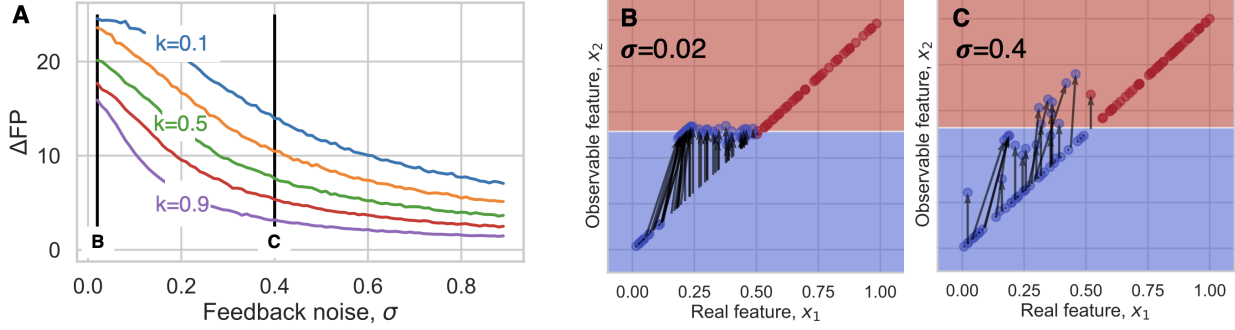 A
ΔFP
20
10
0
k=0.1
k=0.5
k=0.9
B
C
0.0 0.2 0.4 0.6 0.8
Feedback noise, σ
B
σ=0.02
Observable feature, x₂
0.00 0.25 0.50 0.75 1.00
Real feature, x₁
C
σ=0.4
Observable feature, x₂
0.00 0.25 0.50 0.75 1.00
Real feature, x₁